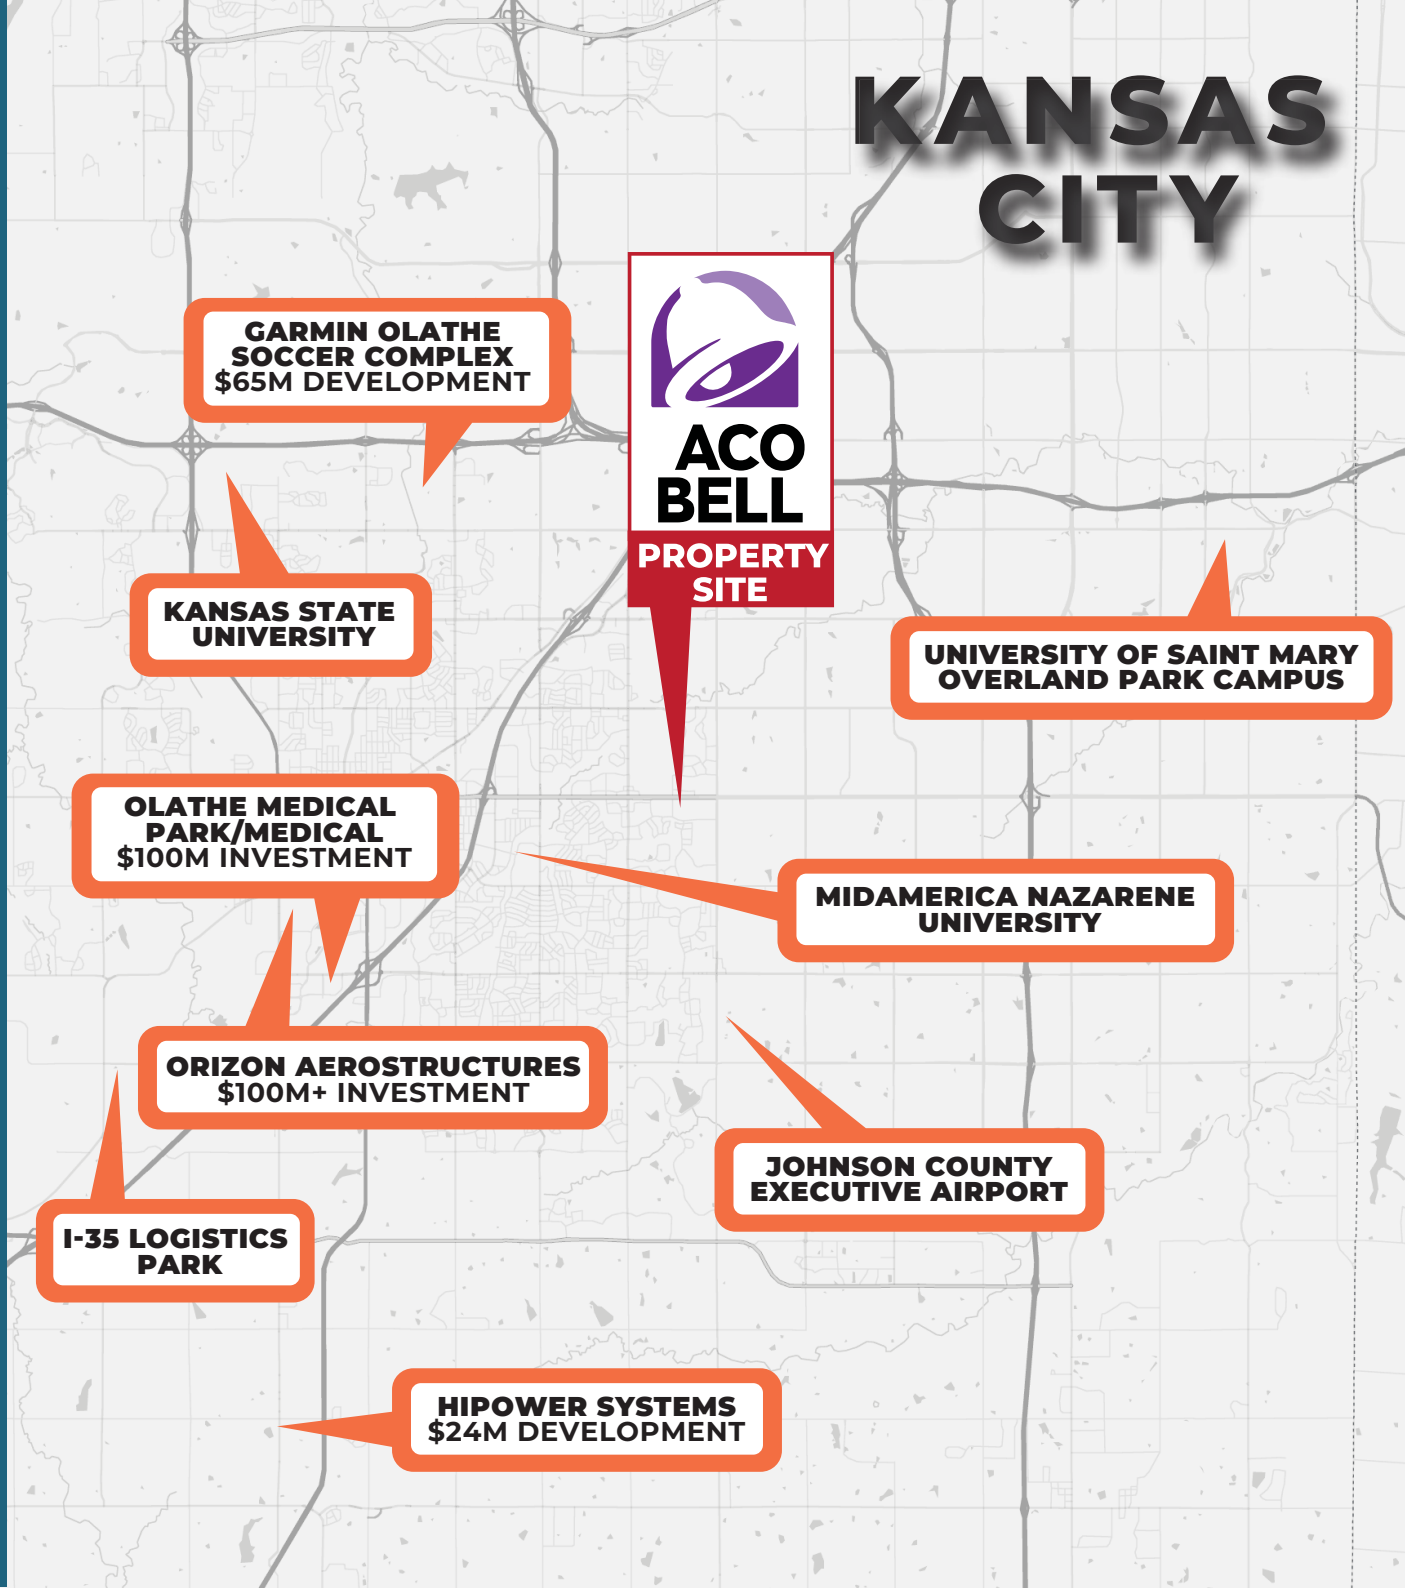 KANSAS
CITY
GARMIN OLATHE
SOCCER COMPLEX
$65M DEVELOPMENT
ACO
BELL
PROPERTY
SITE
KANSAS STATE
UNIVERSITY
UNIVERSITY OF SAINT MARY
OVERLAND PARK CAMPUS
OLATHE MEDICAL
PARK/MEDICAL
$100M INVESTMENT
MIDAMERICA NAZARENE
UNIVERSITY
ORIZON AEROSTRUCTURES
$100M+ INVESTMENT
JOHNSON COUNTY
EXECUTIVE AIRPORT
I-35 LOGISTICS
PARK
HIPOWER SYSTEMS
$24M DEVELOPMENT